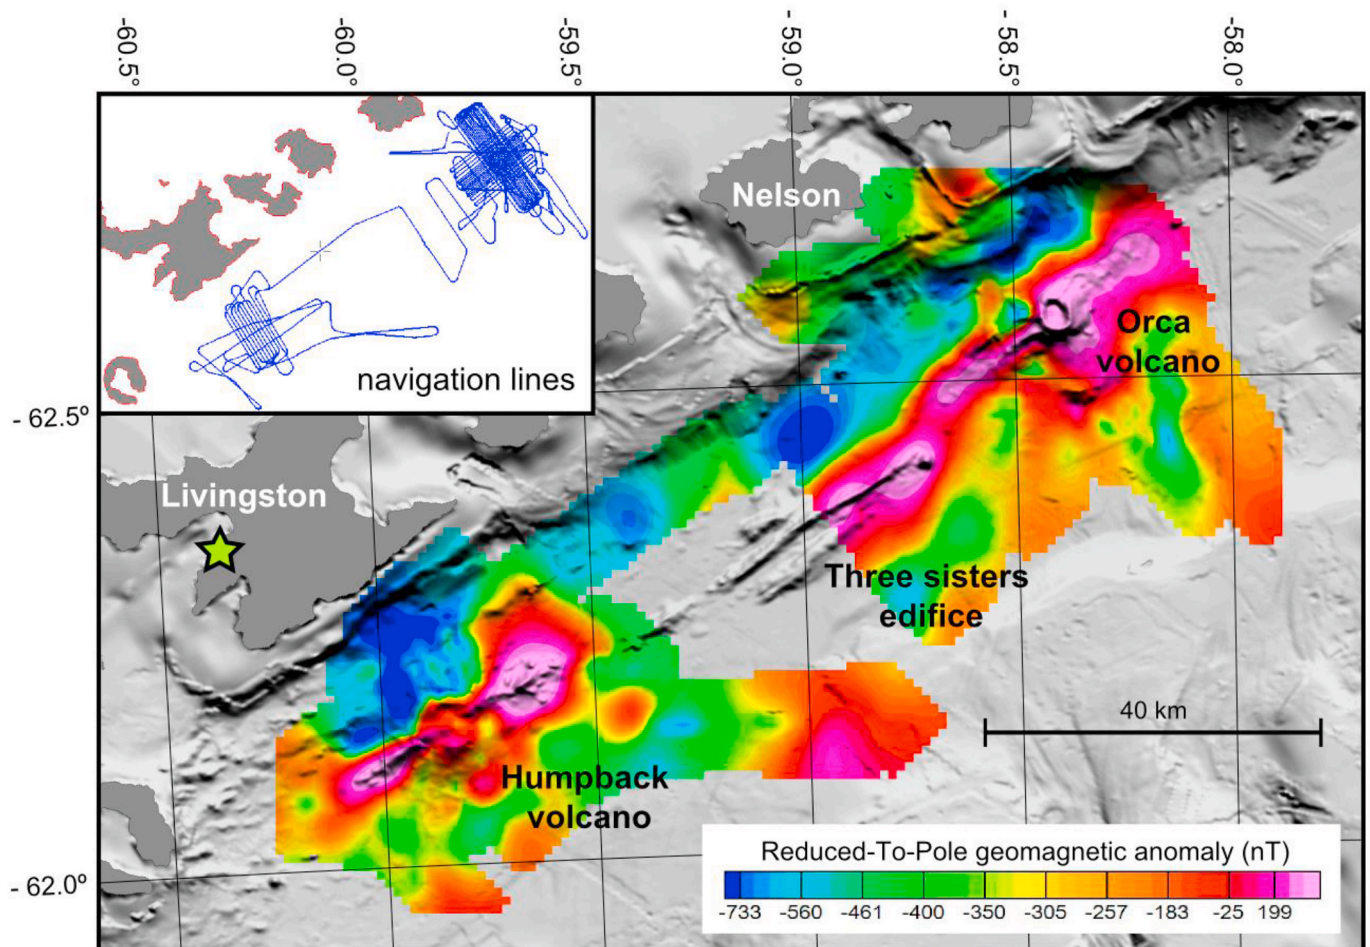 -60.5°
-60.0°
-59.5°
-59.0°
-58.5°
-58.0°
navigation lines
Nelson
Orca
volcano
- 62.5°
Livingston
Three sisters
edifice
40 km
Humpback
volcano
Reduced-To-Pole geomagnetic anomaly (nT)
-733 -560 -461 -400 -350 -305 -257 -183 -25 199
- 62.0°